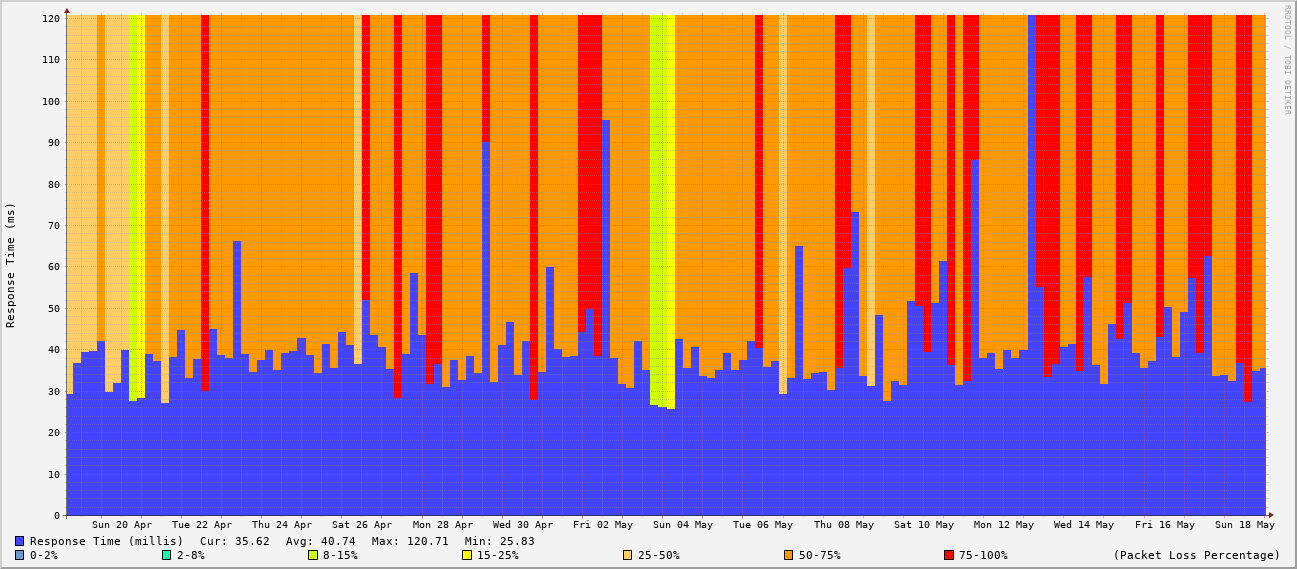 RRDTOOL / TOBI OETIKER
Response Time (ms)
120
110
100
90
80
70
60
50
40
30
20
10
0
Sun 20 Apr Tue 22 Apr Thu 24 Apr Sat 26 Apr Mon 28 Apr Wed 30 Apr Fri 02 May Sun 04 May Tue 06 May Thu 08 May Sat 10 May Mon 12 May Wed 14 May Fri 16 May Sun 18 May
Response Time (millis) Cur: 35.62 Avg: 40.74 Max: 120.71 Min: 25.83
0-2% 2-8% 8-15% 15-25% 25-50% 50-75% 75-100% (Packet Loss Percentage)